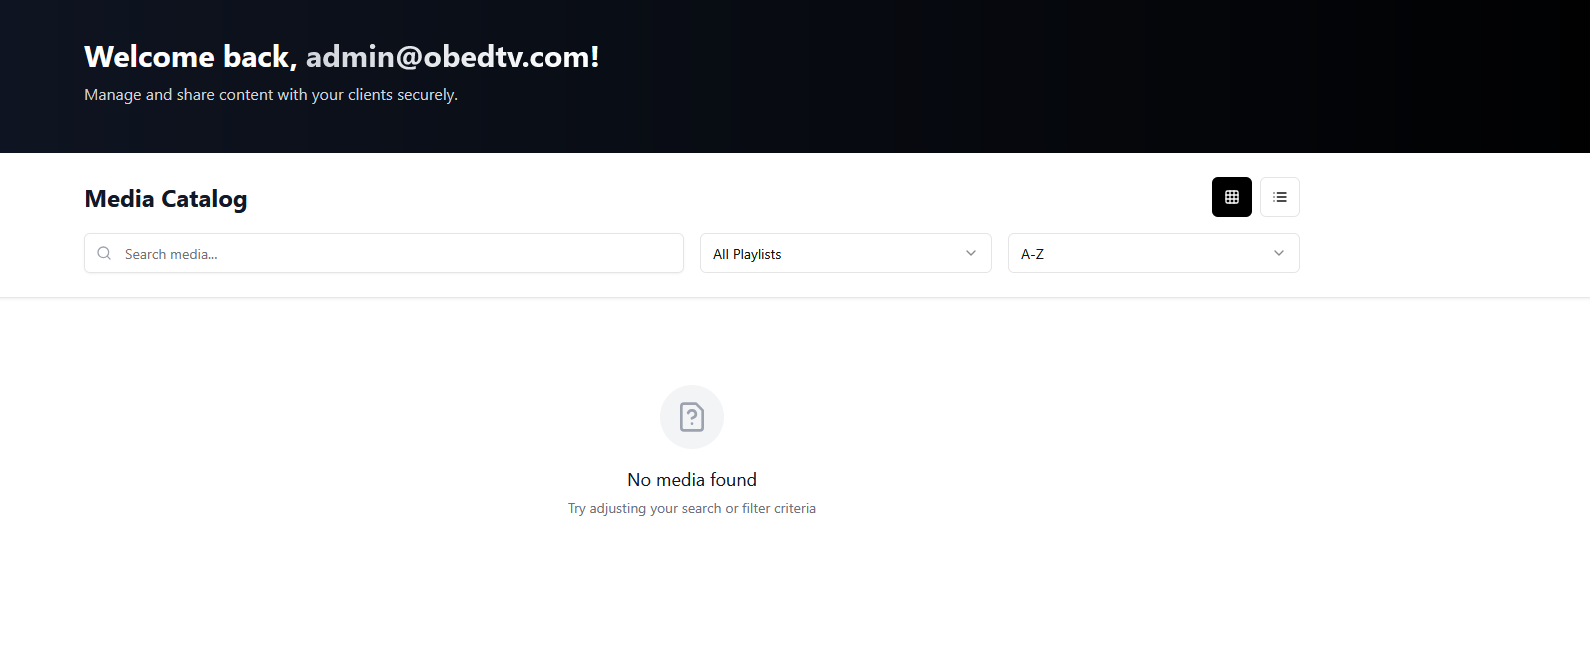 Welcome back, admin@obedtv.com!
Manage and share content with your clients securely.
Media Catalog
Search media...
All Playlists
A-Z
No media found
Try adjusting your search or filter criteria